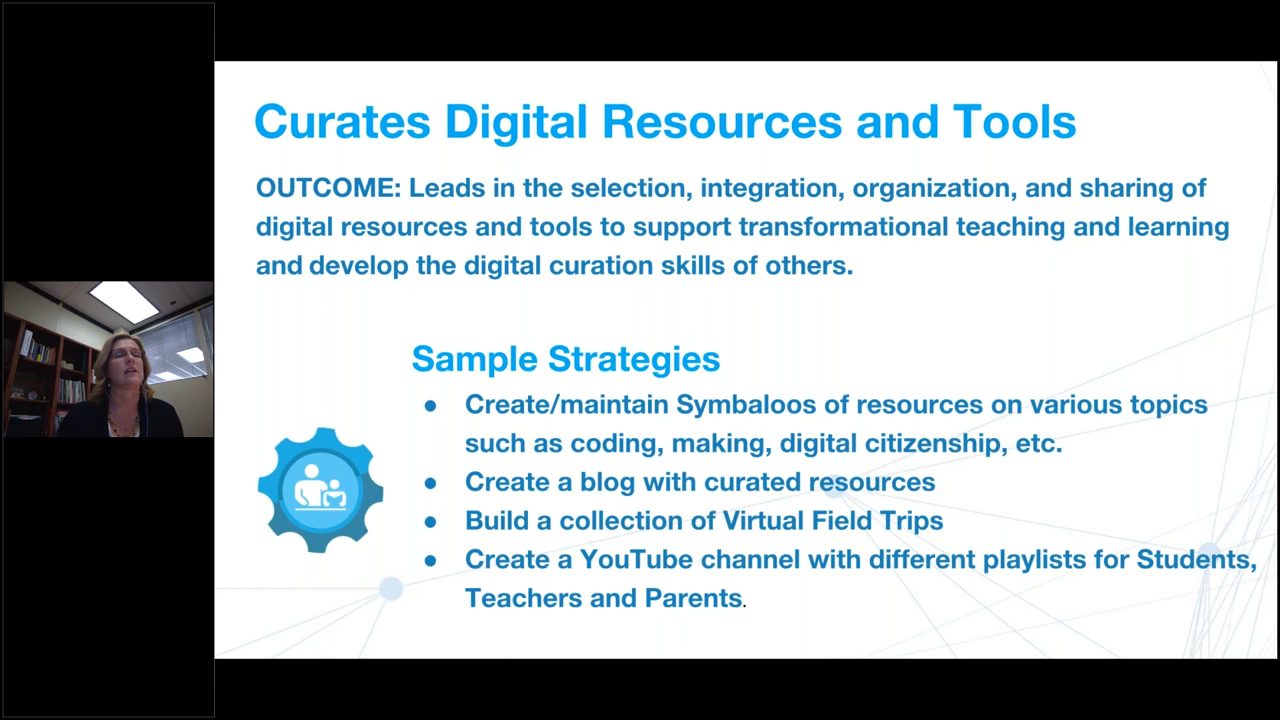 Curates Digital Resources and Tools
OUTCOME: Leads in the selection, integration, organization, and sharing of
digital resources and tools to support transformational teaching and learning
and develop the digital curation skills of others.
Sample Strategies
● Create/maintain Symbaloos of resources on various topics
such as coding, making, digital citizenship, etc.
● Create a blog with curated resources
● Build a collection of Virtual Field Trips
● Create a YouTube channel with different playlists for Students,
Teachers and Parents.